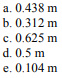 a. 0.438 m
b. 0.312 m
c. 0.625 m
d. 0.5 m
e. 0.104 m